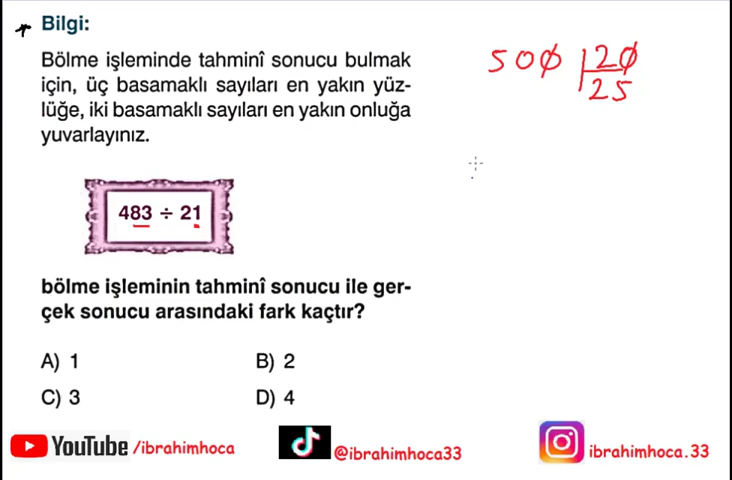 Bilgi:
Bölme işleminde tahminî sonucu bulmak
için, üç basamaklı sayıları en yakın yüz-
lüğe, iki basamaklı sayıları en yakın onluğa
yuvarlayınız.
500 20
25
483 ÷ 21
bölme işleminin tahminî sonucu ile ger-
çek sonucu arasındaki fark kaçtır?
A) 1 B) 2
C) 3 D) 4
YouTube /ibrahimhoca
@ibrahimhoca33
ibrahimhoca.33